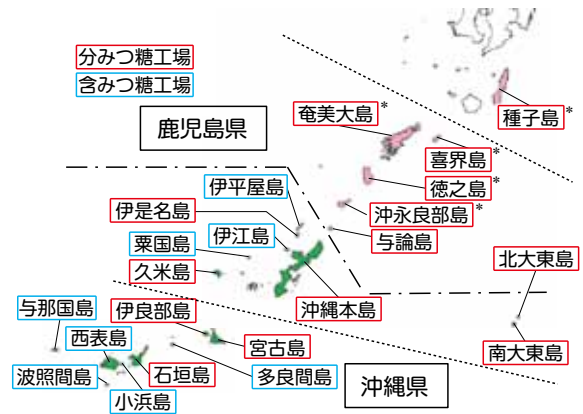 分みつ糖工場
含みつ糖工場
鹿児島県
奄美大島*
種子島*
喜界島*
徳之島*
沖永良部島*
与論島
伊平屋島
伊是名島
伊江島
粟国島
久米島
沖縄本島
北大東島
南大東島
与那国島
伊良部島
西表島
宮古島
波照間島
石垣島
多良間島
小浜島
沖縄県